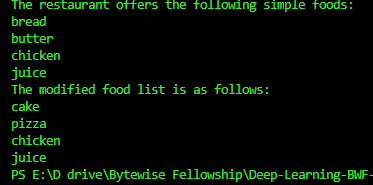 The restaurant offers the following simple foods:
bread
butter
chicken
juice
The modified food list is as follows:
cake
pizza
chicken
juice
PS E:\D drive\Bytewise Fellowship\Deep-Learning-BWF-